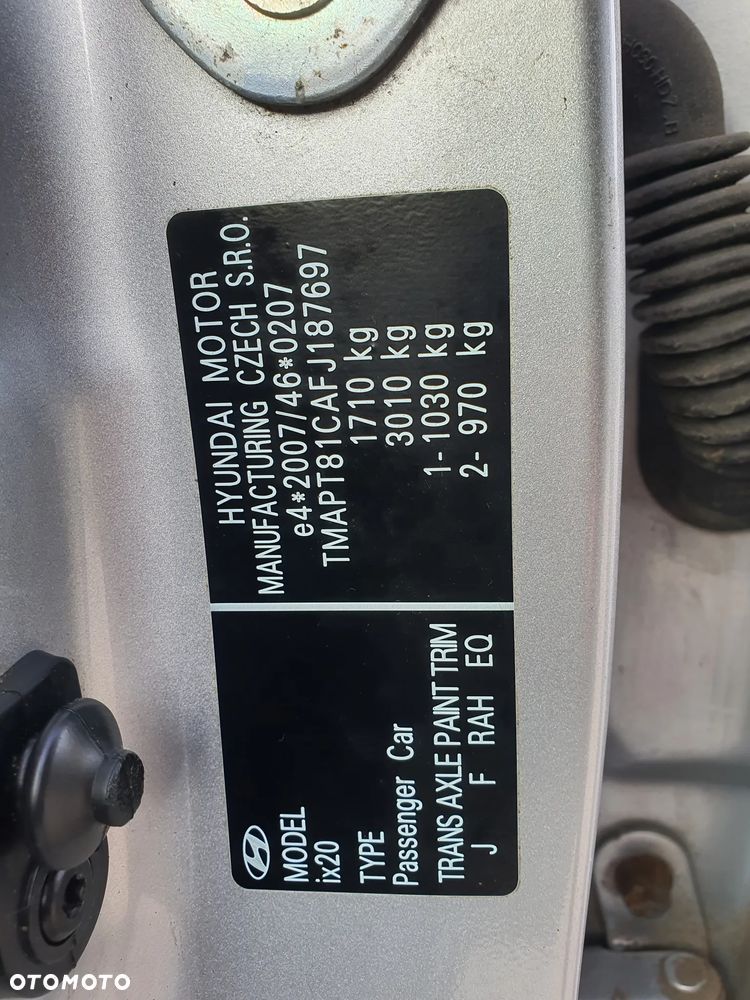 HYUNDAI MOTOR
MANUFACTURING CZECH S.R.O.
e4*2007/46*0207
TMAPT81CAFJ187697
1710 kg
3010 kg
1- 1030 kg
2- 970 kg
MODEL
ix20
TYPE
Passenger Car
TRANS AXLE PAINT TRIM
J F RAH EQ
OTOMOTO